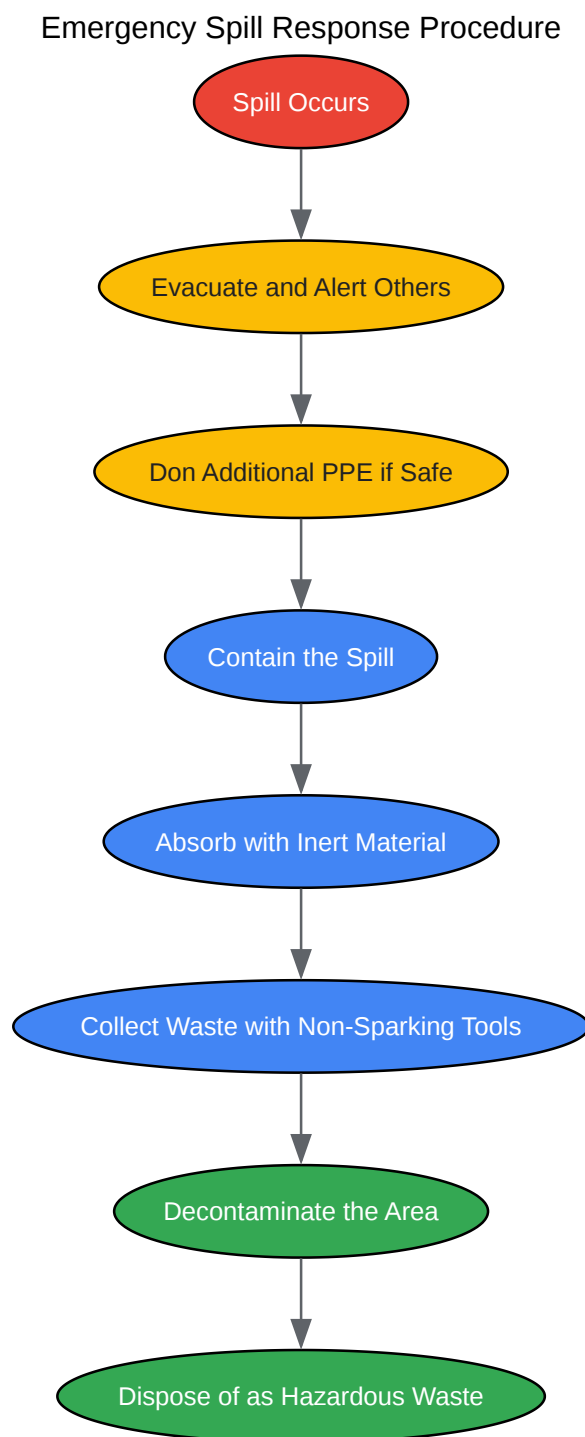 Emergency Spill Response Procedure
Spill Occurs
Evacuate and Alert Others
Don Additional PPE if Safe
Contain the Spill
Absorb with Inert Material
Collect Waste with Non-Sparking Tools
Decontaminate the Area
Dispose of as Hazardous Waste